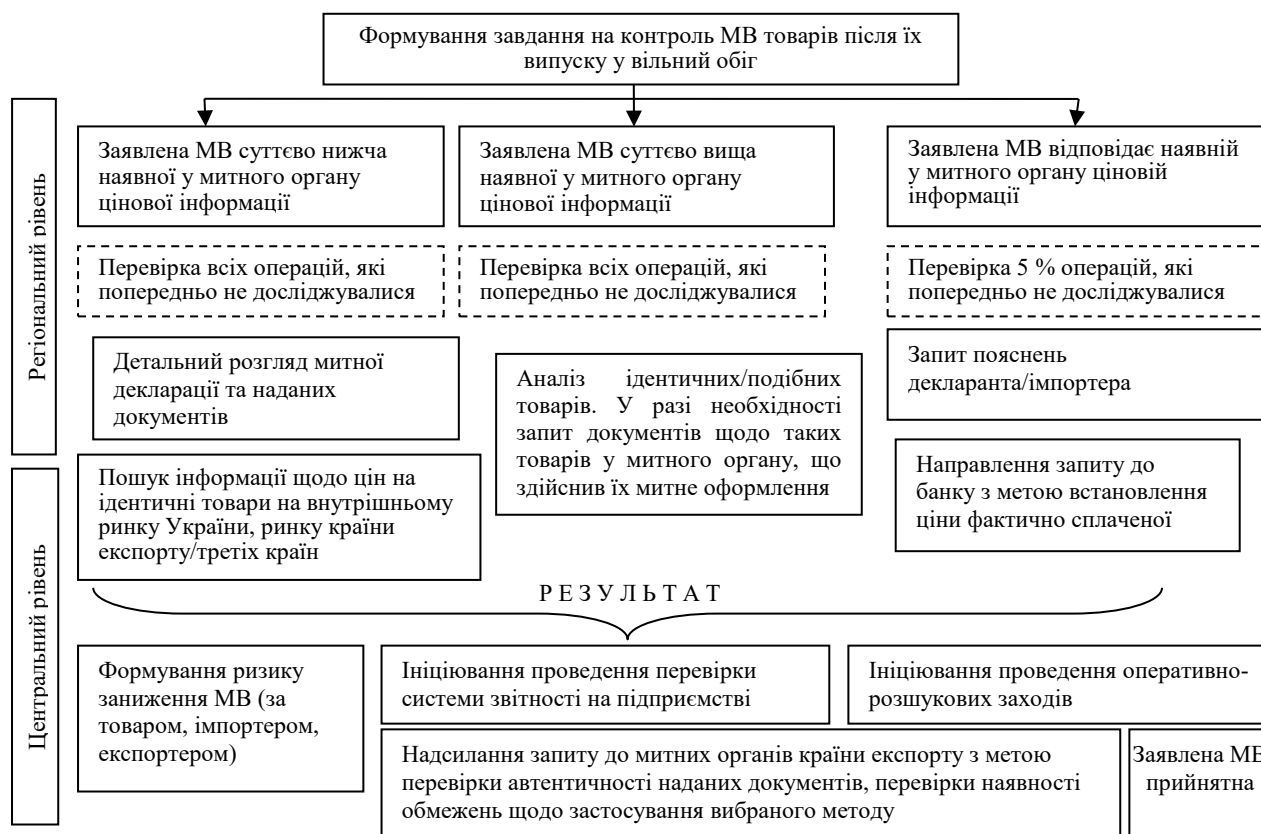 Формування завдання на контроль МВ товарів після їх
випуску у вільний обіг
Регіональний рівень
Заявлена МВ суттєво нижча
наявної у митного органу
цінової інформації
Заявлена МВ суттєво вища
наявної у митного органу
цінової інформації
Заявлена МВ відповідає наявній
у митного органу ціновій
інформації
Перевірка всіх операцій, які
попередньо не досліджувалися
Перевірка всіх операцій, які
попередньо не досліджувалися
Перевірка 5 % операцій, які
попередньо не досліджувалися
Детальний розгляд митної
декларації та наданих
документів
Аналіз ідентичних/подібних
товарів. У разі необхідності
запит документів щодо таких
товарів у митного органу, що
здійснив їх митне оформлення
Запит пояснень
декларанта/імпортера
Центральний рівень
Пошук інформації щодо цін на
ідентичні товари на внутрішньому
ринку України, ринку країни
експорту/третіх країн
Направлення запиту до
банку з метою встановлення
ціни фактично сплаченої
Р Е З У Л Ь Т А Т
Формування ризику
заниження МВ (за
товаром, імпортером,
експортером)
Ініціювання проведення перевірки
системи звітності на підприємстві
Ініціювання проведення оперативно-
розшукових заходів
Надсилання запиту до митних органів країни експорту з метою
перевірки автентичності наданих документів, перевірки наявності
обмежень щодо застосування вибраного методу
Заявлена МВ
прийнятна